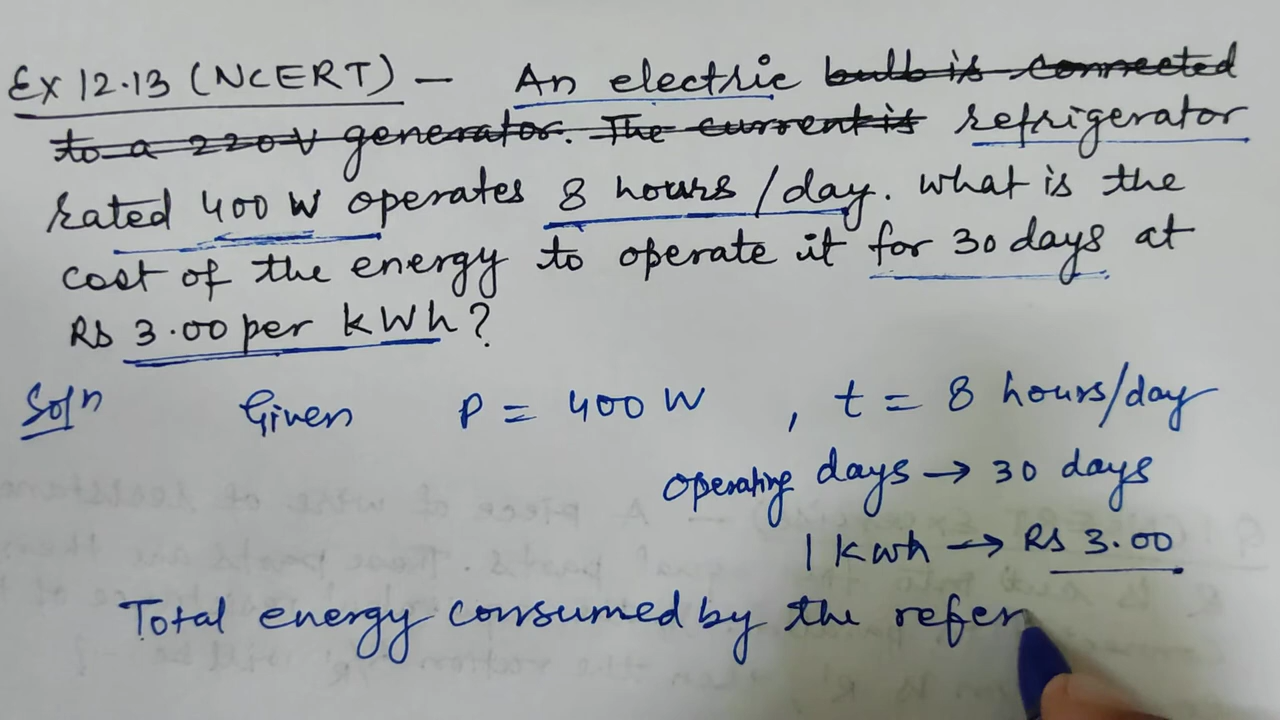 Ex 12.13 (NCERT) - An electric bulb is connected
to a 220V generator. The current is refrigerator
rated 400 W operates 8 hours/day. What is the
cost of the energy to operate it for 30 days at
Rs 3.00 per kWh?
Soln Given P = 400 W , t = 8 hours/day
operating days → 30 days
1 kwh → Rs 3.00
Total energy consumed by the refer